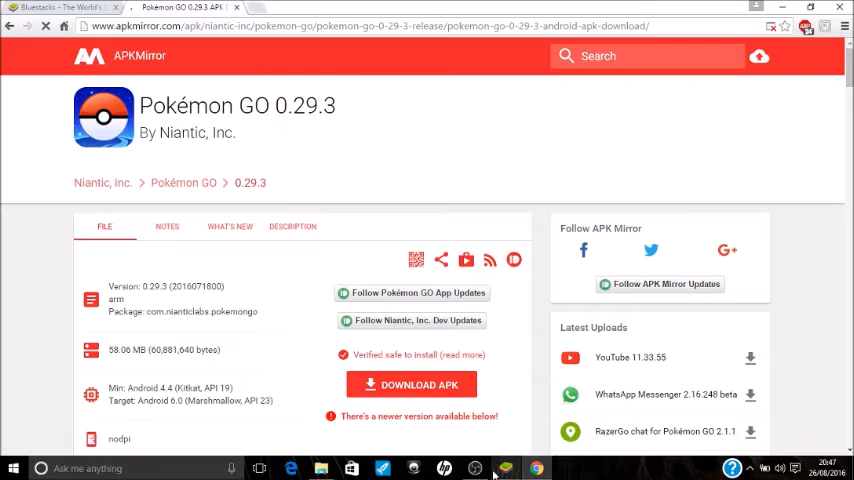 Bluestacks - The World's
Pokémon GO 0.29.3 APK
www.apkmirror.com/apk/niantic-inc/pokemon-go/pokemon-go-0-29-3-release/pokemon-go-0-29-3-android-apk-download/
APKMirror
Search
Pokémon GO 0.29.3
By Niantic, Inc.
Niantic, Inc. > Pokémon GO > 0.29.3
FILE NOTES WHAT'S NEW DESCRIPTION
Follow APK Mirror
Version: 0.29.3 (2016071800)
arm
Package: com.nianticlabs.pokemongo
Follow Pokémon GO App Updates
Follow APK Mirror Updates
Follow Niantic, Inc. Dev Updates
Latest Uploads
58.06 MB (60,881,640 bytes)
Verified safe to install (read more)
YouTube 11.33.55
Min: Android 4.4 (Kitkat, API 19)
Target: Android 6.0 (Marshmallow, API 23)
DOWNLOAD APK
WhatsApp Messenger 2.16.248 beta
There's a newer version available below!
nodpi
RazerGo chat for Pokémon GO 2.1.1
Ask me anything
hp
20:47
26/08/2016